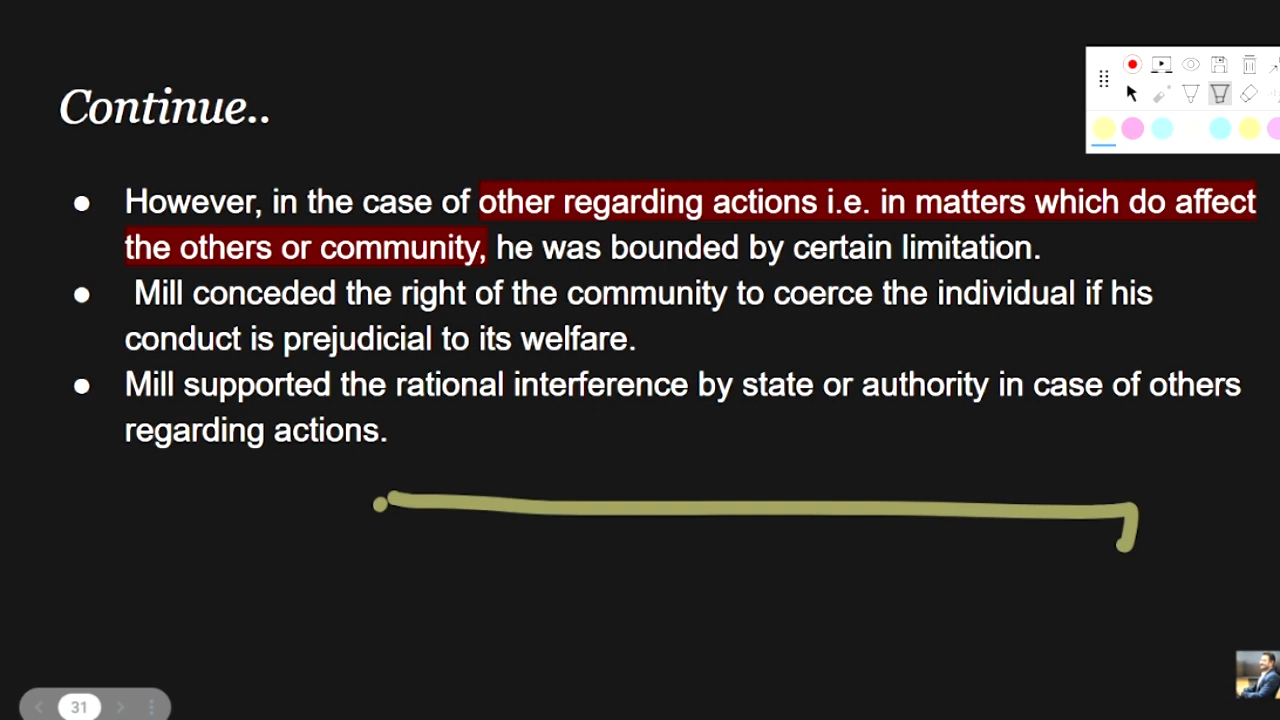 Continue..
● However, in the case of other regarding actions i.e. in matters which do affect
the others or community, he was bounded by certain limitation.
● Mill conceded the right of the community to coerce the individual if his
conduct is prejudicial to its welfare.
● Mill supported the rational interference by state or authority in case of others
regarding actions.
31